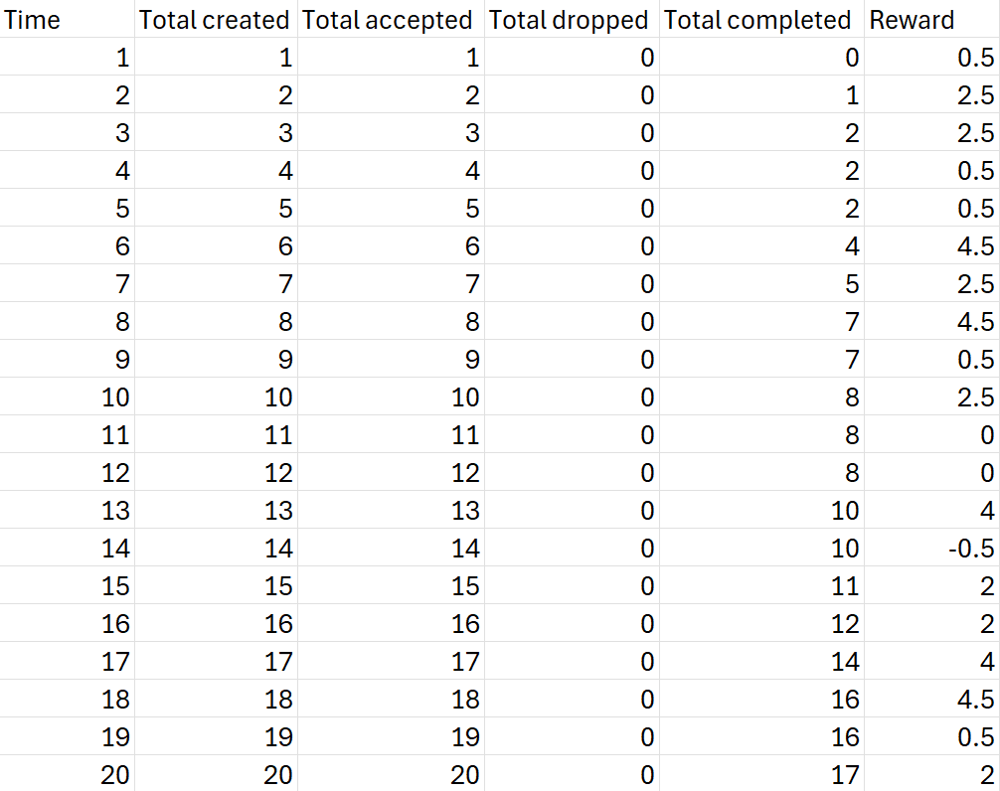 Time Total created Total accepted Total dropped Total completed Reward
1 1 1 0 0 0.5
2 2 2 0 1 2.5
3 3 3 0 2 2.5
4 4 4 0 2 0.5
5 5 5 0 2 0.5
6 6 6 0 4 4.5
7 7 7 0 5 2.5
8 8 8 0 7 4.5
9 9 9 0 7 0.5
10 10 10 0 8 2.5
11 11 11 0 8 0
12 12 12 0 8 0
13 13 13 0 10 4
14 14 14 0 10 -0.5
15 15 15 0 11 2
16 16 16 0 12 2
17 17 17 0 14 4
18 18 18 0 16 4.5
19 19 19 0 16 0.5
20 20 20 0 17 2